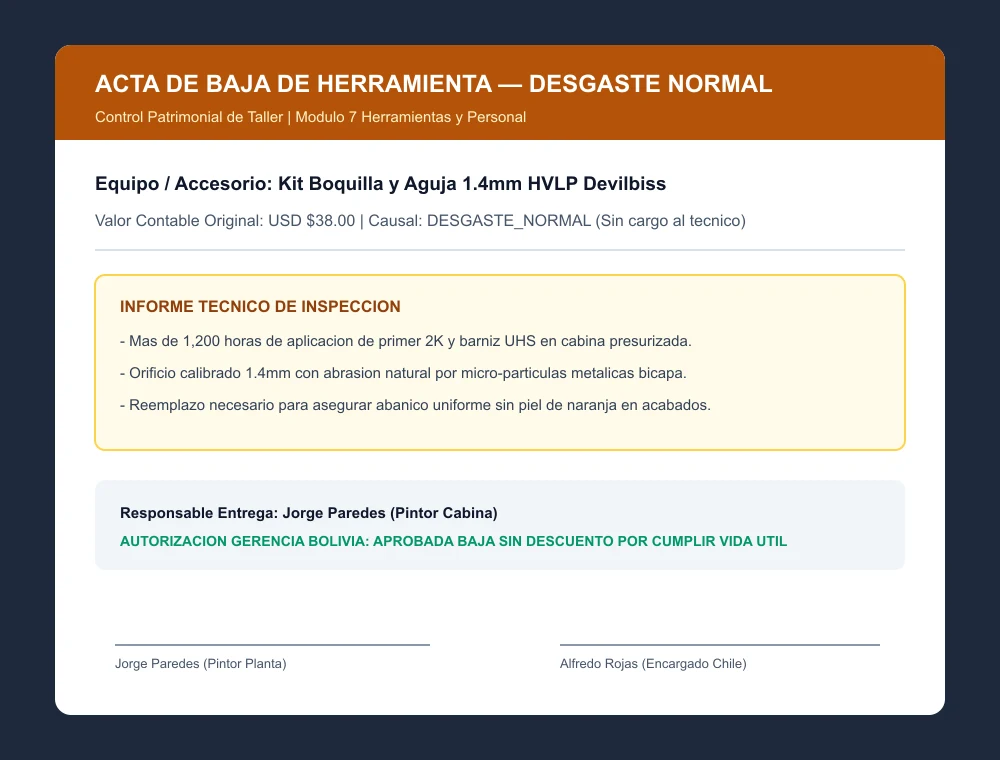 ACTA DE BAJA DE HERRAMIENTA — DESGASTE NORMAL
Control Patrimonial de Taller | Modulo 7 Herramientas y Personal
Equipo / Accesorio: Kit Boquilla y Aguja 1.4mm HVLP Devilbiss
Valor Contable Original: USD $38.00 | Causal: DESGASTE_NORMAL (Sin cargo al tecnico)
INFORME TECNICO DE INSPECCION
- Mas de 1,200 horas de aplicacion de primer 2K y barniz UHS en cabina presurizada.
- Orificio calibrado 1.4mm con abrasion natural por micro-particulas metalicas bicapa.
- Reemplazo necesario para asegurar abanico uniforme sin piel de naranja en acabados.
Responsable Entrega: Jorge Paredes (Pintor Cabina)
AUTORIZACION GERENCIA BOLIVIA: APROBADA BAJA SIN DESCUENTO POR CUMPLIR VIDA UTIL
Jorge Paredes (Pintor Planta)
Alfredo Rojas (Encargado Chile)